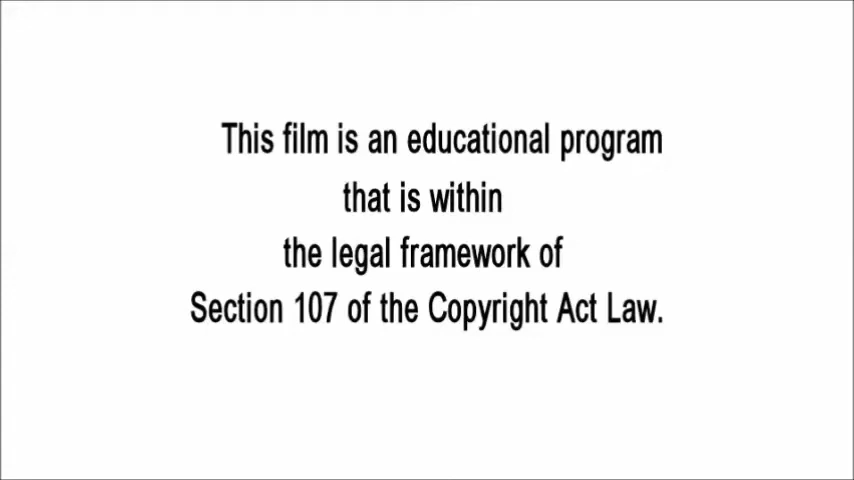 This film is an educational program
that is within
the legal framework of
Section 107 of the Copyright Act Law.